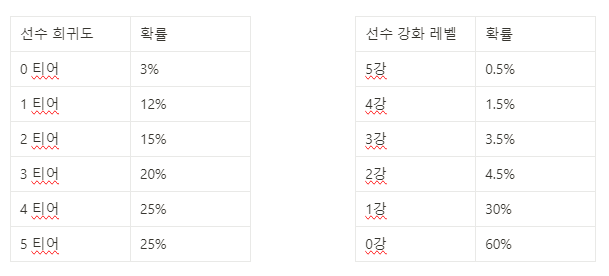 선수 희귀도 확률
0 티어 3%
1 티어 12%
2 티어 15%
3 티어 20%
4 티어 25%
5 티어 25%
선수 강화 레벨 확률
5강 0.5%
4강 1.5%
3강 3.5%
2강 4.5%
1강 30%
0강 60%